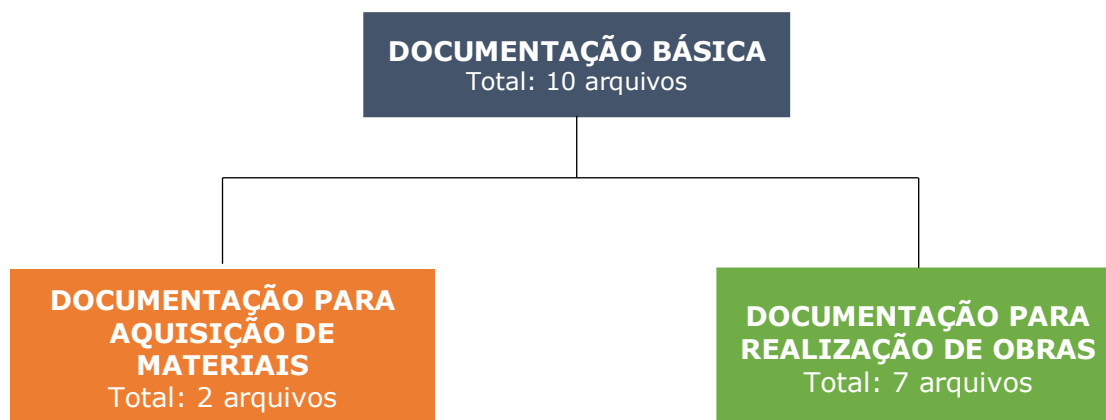 DOCUMENTAÇÃO BÁSICA
Total: 10 arquivos
DOCUMENTAÇÃO PARA
AQUISIÇÃO DE
MATERIAIS
Total: 2 arquivos
DOCUMENTAÇÃO PARA
REALIZAÇÃO DE OBRAS
Total: 7 arquivos